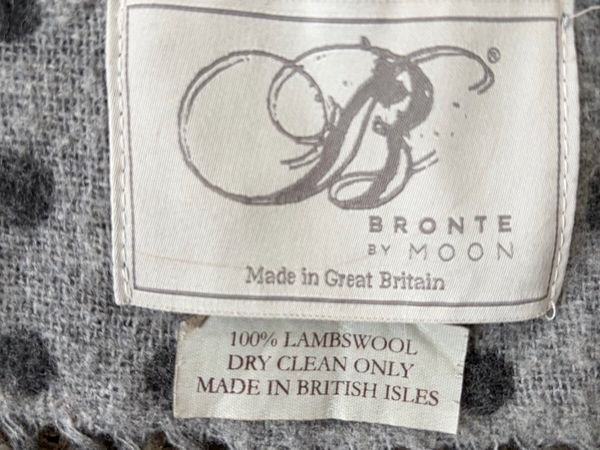 B®
BRONTE
BY MOON
Made in Great Britain
100% LAMBSWOOL
DRY CLEAN ONLY
MADE IN BRITISH ISLES